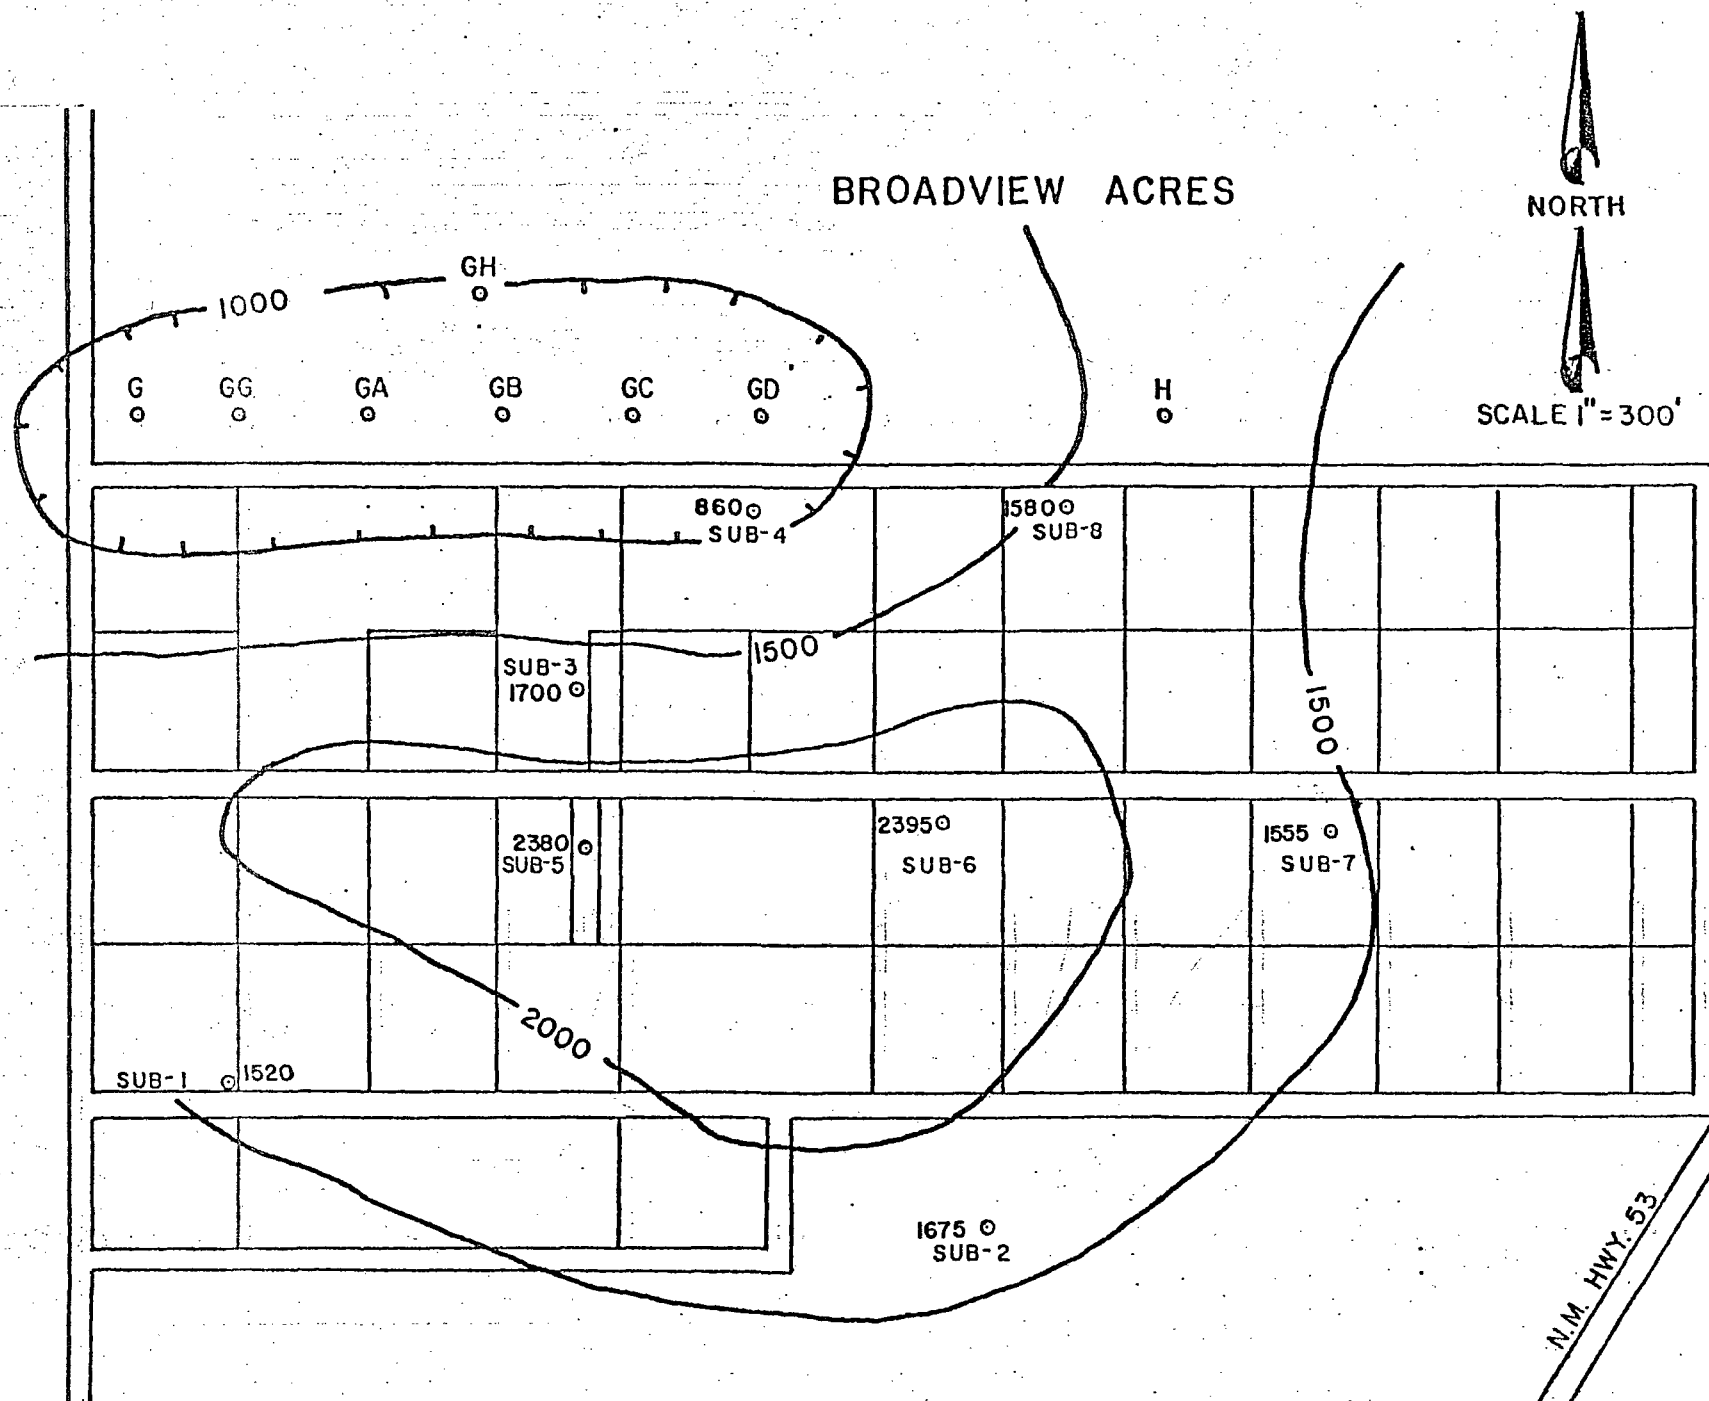 BROADVIEW ACRES
NORTH
GH
1000
G GG GA GB GC GD H
SCALE 1"=300'
860
SUB-4
1580
SUB-8
1500
SUB-3
1700
1500
2380
SUB-5
2395
SUB-6
1555
SUB-7
2000
SUB-1 1520
1675
SUB-2
N.M. HWY. 53